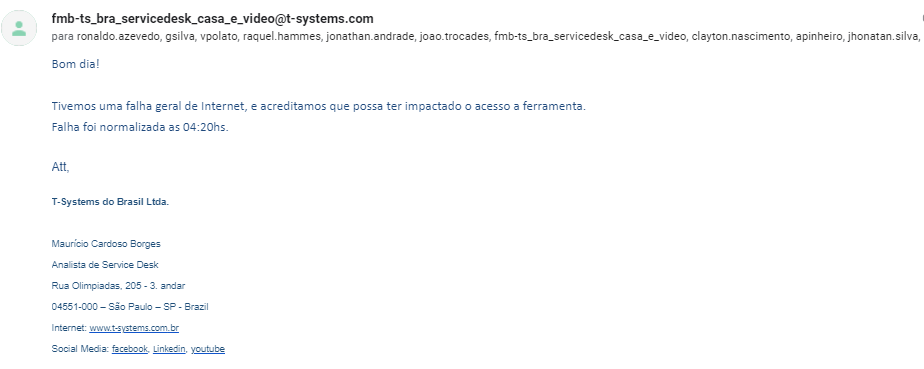 fmb-ts_bra_servicedesk_casa_e_video@t-systems.com
para ronaldo.azevedo, gsilva, vpolato, raquel.hammes, jonathan.andrade, joao.trocades, fmb-ts_bra_servicedesk_casa_e_video, clayton.nascimento, apinheiro, jhonatan.silva,
Bom dia!
Tivemos uma falha geral de Internet, e acreditamos que possa ter impactado o acesso a ferramenta.
Falha foi normalizada as 04:20hs.
Att,
T-Systems do Brasil Ltda.
Maurício Cardoso Borges
Analista de Service Desk
Rua Olimpiadas, 205 - 3. andar
04551-000 – São Paulo – SP - Brazil
Internet: www.t-systems.com.br
Social Media: facebook, Linkedin, youtube